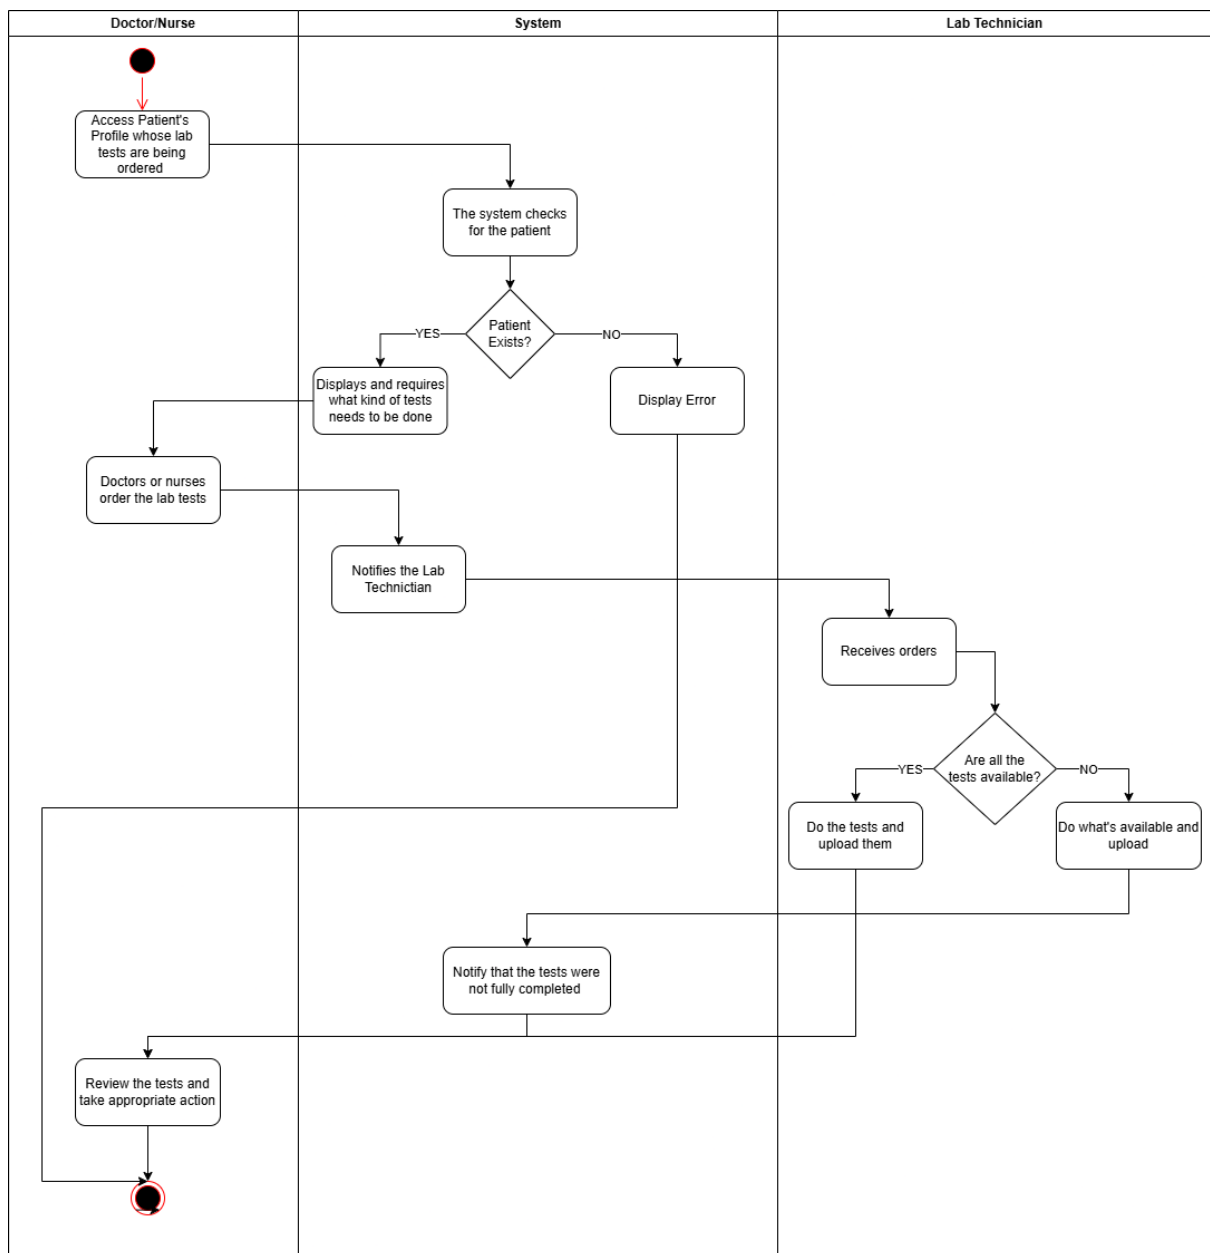 Doctor/Nurse
System
Lab Technician
Access Patient's
Profile whose lab
tests are being
ordered
The system checks
for the patient
Patient
Exists?
YES
NO
Displays and requires
what kind of tests
needs to be done
Display Error
Doctors or nurses
order the lab tests
Notifies the Lab
Technictian
Receives orders
Are all the
tests available?
YES
NO
Do the tests and
upload them
Do what's available and
upload
Notify that the tests were
not fully completed
Review the tests and
take appropriate action